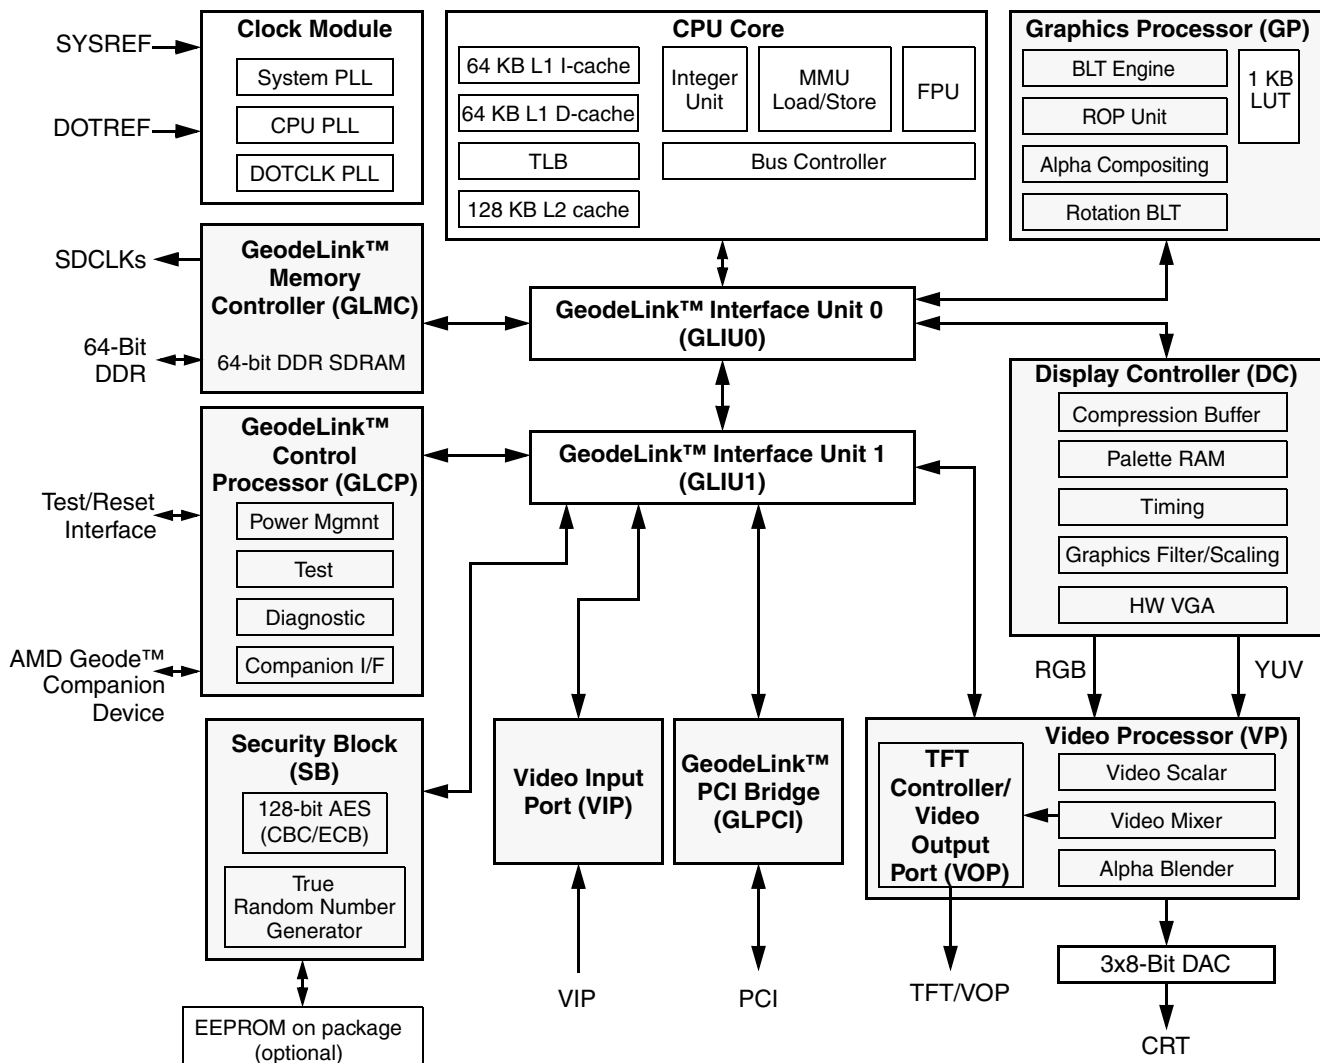 SYSREF
DOTREF
Clock Module
System PLL
CPU PLL
DOTCLK PLL
CPU Core
64 KB L1 I-cache
64 KB L1 D-cache
TLB
128 KB L2 cache
Integer
Unit
MMU
Load/Store
FPU
Bus Controller
Graphics Processor (GP)
BLT Engine
ROP Unit
Alpha Compositing
Rotation BLT
1 KB
LUT
SDCLKs
64-Bit
DDR
GeodeLink™
Memory
Controller (GLMC)
64-bit DDR SDRAM
GeodeLink™ Interface Unit 0
(GLIU0)
Display Controller (DC)
Compression Buffer
Palette RAM
Timing
Graphics Filter/Scaling
HW VGA
Test/Reset
Interface
AMD Geode™
Companion
Device
GeodeLink™
Control
Processor (GLCP)
Power Mgmnt
Test
Diagnostic
Companion I/F
GeodeLink™ Interface Unit 1
(GLIU1)
RGB
YUV
Security Block
(SB)
128-bit AES
(CBC/ECB)
True
Random Number
Generator
EEPROM on package
(optional)
Video Input
Port (VIP)
VIP
GeodeLink™
PCI Bridge
(GLPCI)
PCI
Video Processor (VP)
TFT
Controller/
Video
Output
Port (VOP)
Video Scalar
Video Mixer
Alpha Blender
TFT/VOP
3x8-Bit DAC
CRT